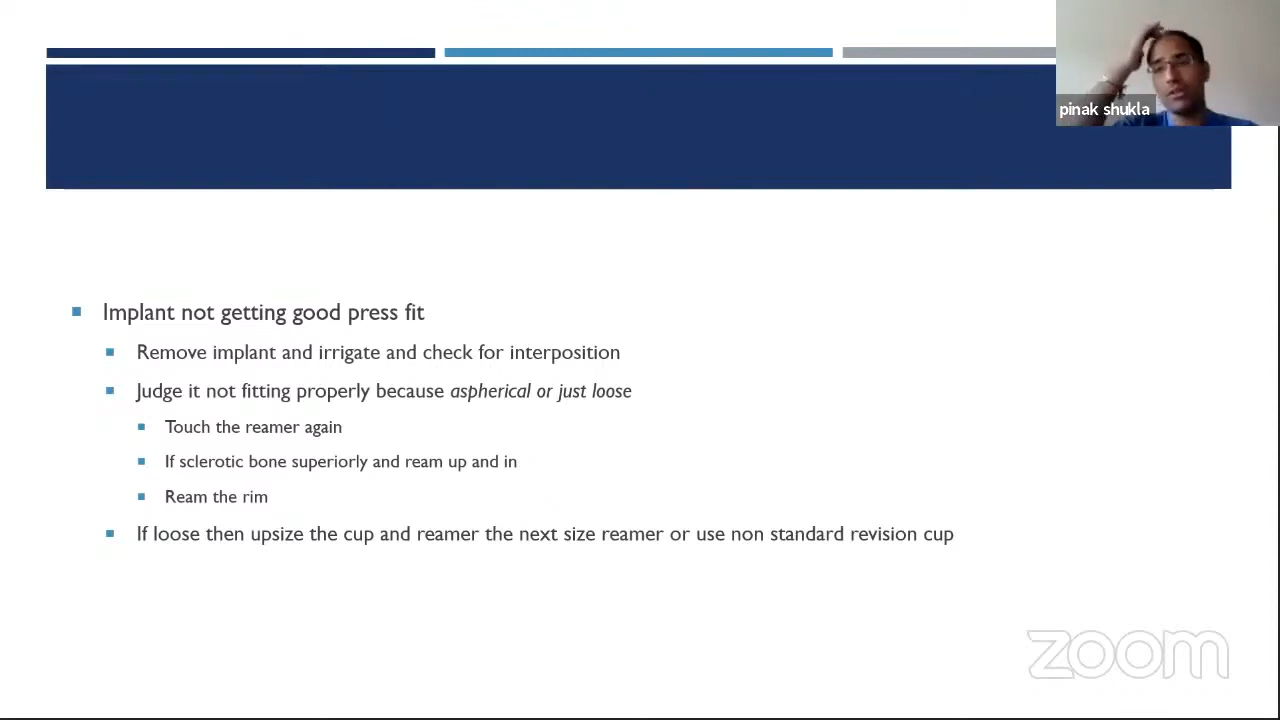 pinak shukla
Implant not getting good press fit
Remove implant and irrigate and check for interposition
Judge it not fitting properly because aspherical or just loose
Touch the reamer again
If sclerotic bone superiorly and ream up and in
Ream the rim
If loose then upsize the cup and reamer the next size reamer or use non standard revision cup
zoom